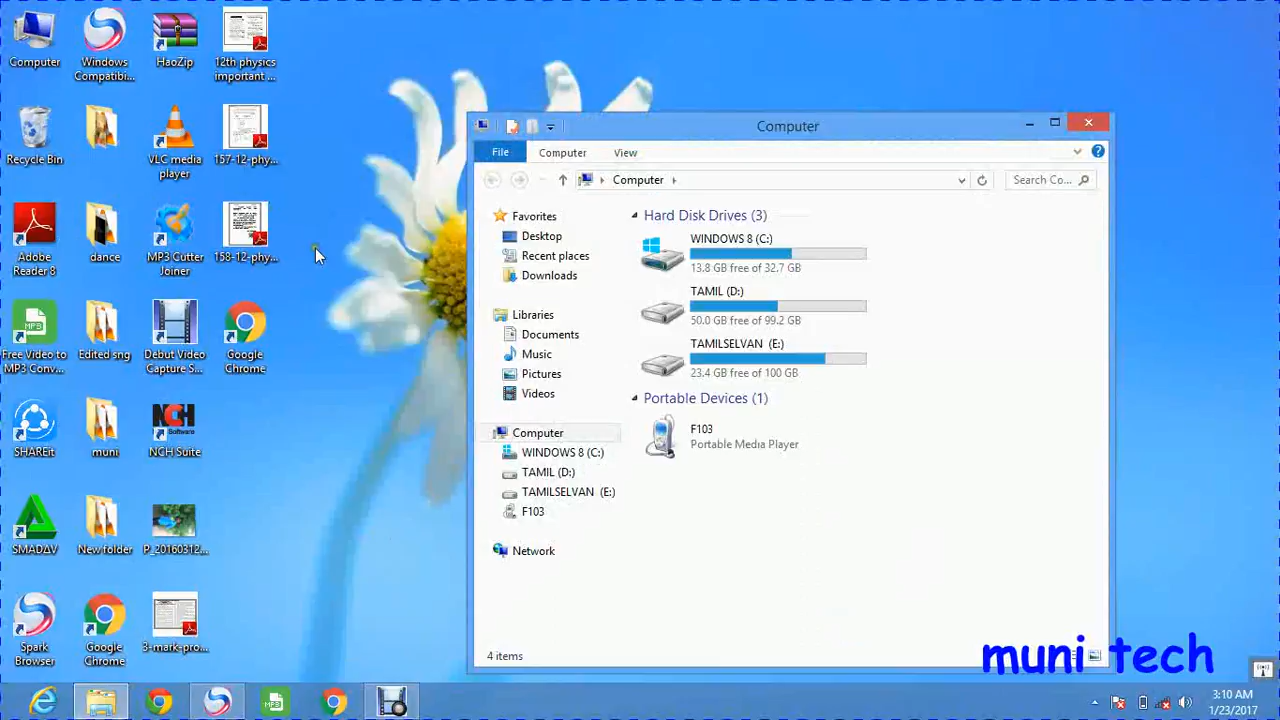 Computer
Windows
Compatibi...
HaoZip
12th physics
important ...
Recycle Bin
VLC media
player
157-12-phy...
Adobe
Reader 8
dance
MP3 Cutter
Joiner
158-12-phy...
Free Video to
MP3 Conv...
Edited sng
Debut Video
Capture S...
Google
Chrome
SHAREit
muni
NCH Suite
SMADΔV
New folder
P_20160312...
Spark
Browser
Google
Chrome
3-mark-pro...
Computer
File
Computer
View
Computer
Search Co...
Favorites
Desktop
Recent places
Downloads
Libraries
Documents
Music
Pictures
Videos
Computer
WINDOWS 8 (C:)
TAMIL (D:)
TAMILSELVAN (E:)
F103
Network
Hard Disk Drives (3)
WINDOWS 8 (C:)
13.8 GB free of 32.7 GB
TAMIL (D:)
50.0 GB free of 99.2 GB
TAMILSELVAN (E:)
23.4 GB free of 100 GB
Portable Devices (1)
F103
Portable Media Player
4 items
muni tech
3:10 AM
1/23/2017